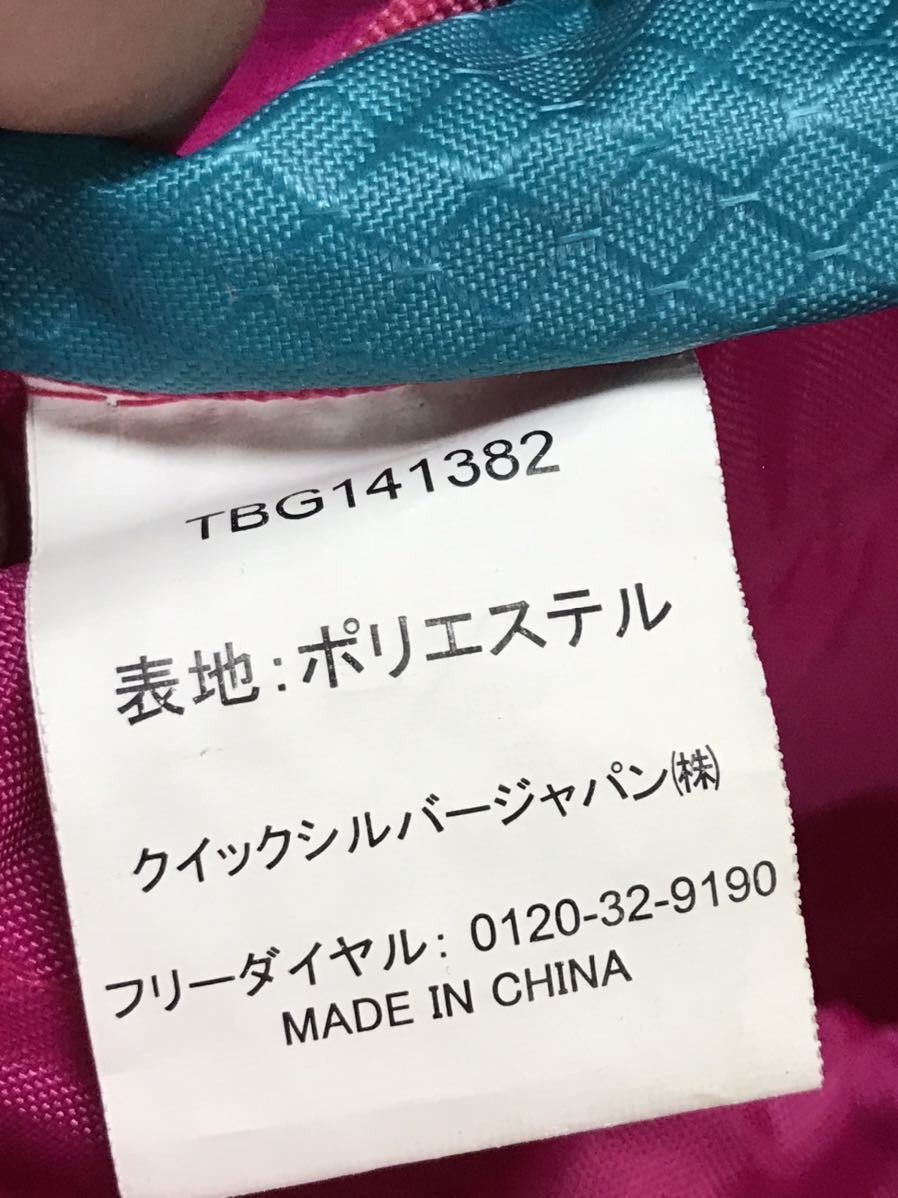 TBG141382
表地:ポリエステル
クイックシルバージャパン㈱
フリーダイヤル: 0120-32-9190
MADE IN CHINA